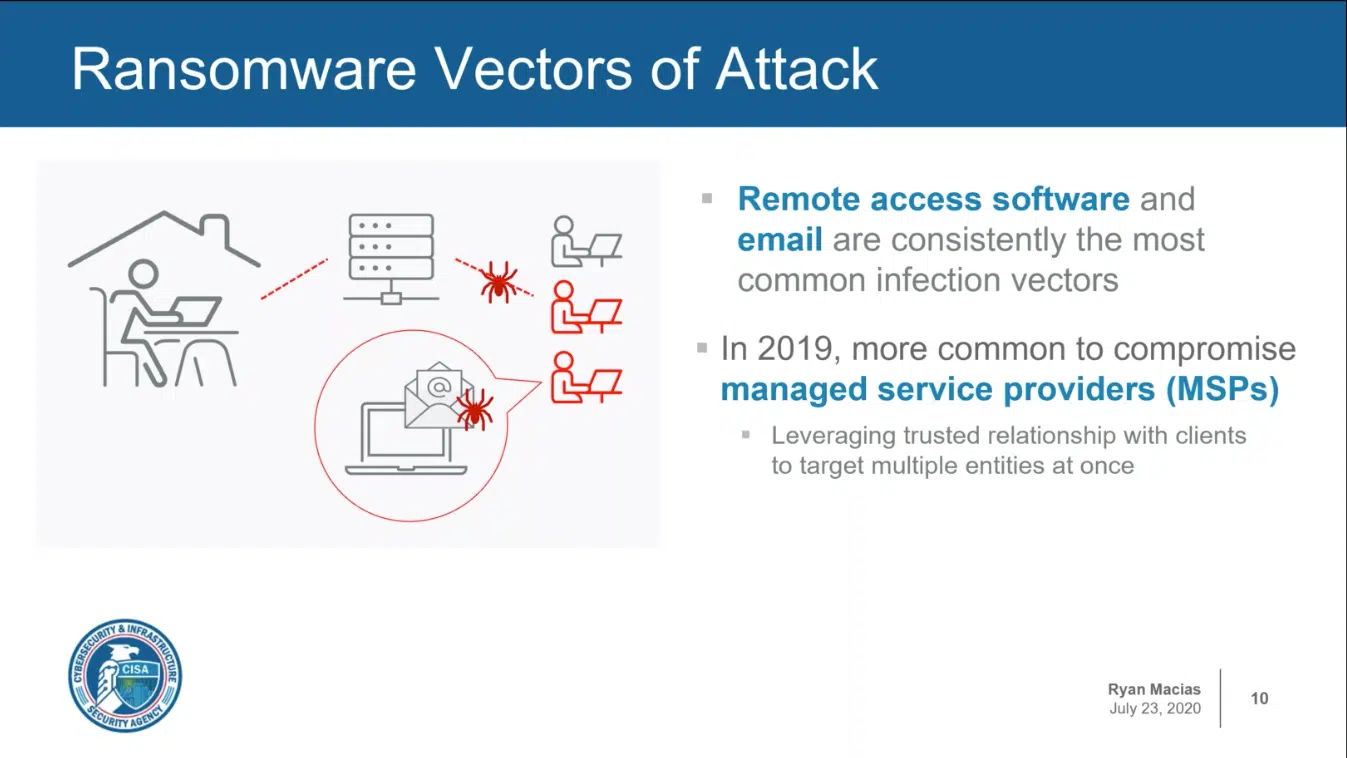 Ransomware Vectors of Attack
Remote access software and
email are consistently the most
common infection vectors
In 2019, more common to compromise
managed service providers (MSPs)
Leveraging trusted relationship with clients
to target multiple entities at once
@
CYBERSECURITY & INFRASTRUCTURE
CISA
SECURITY AGENCY
Ryan Macias
July 23, 2020
10